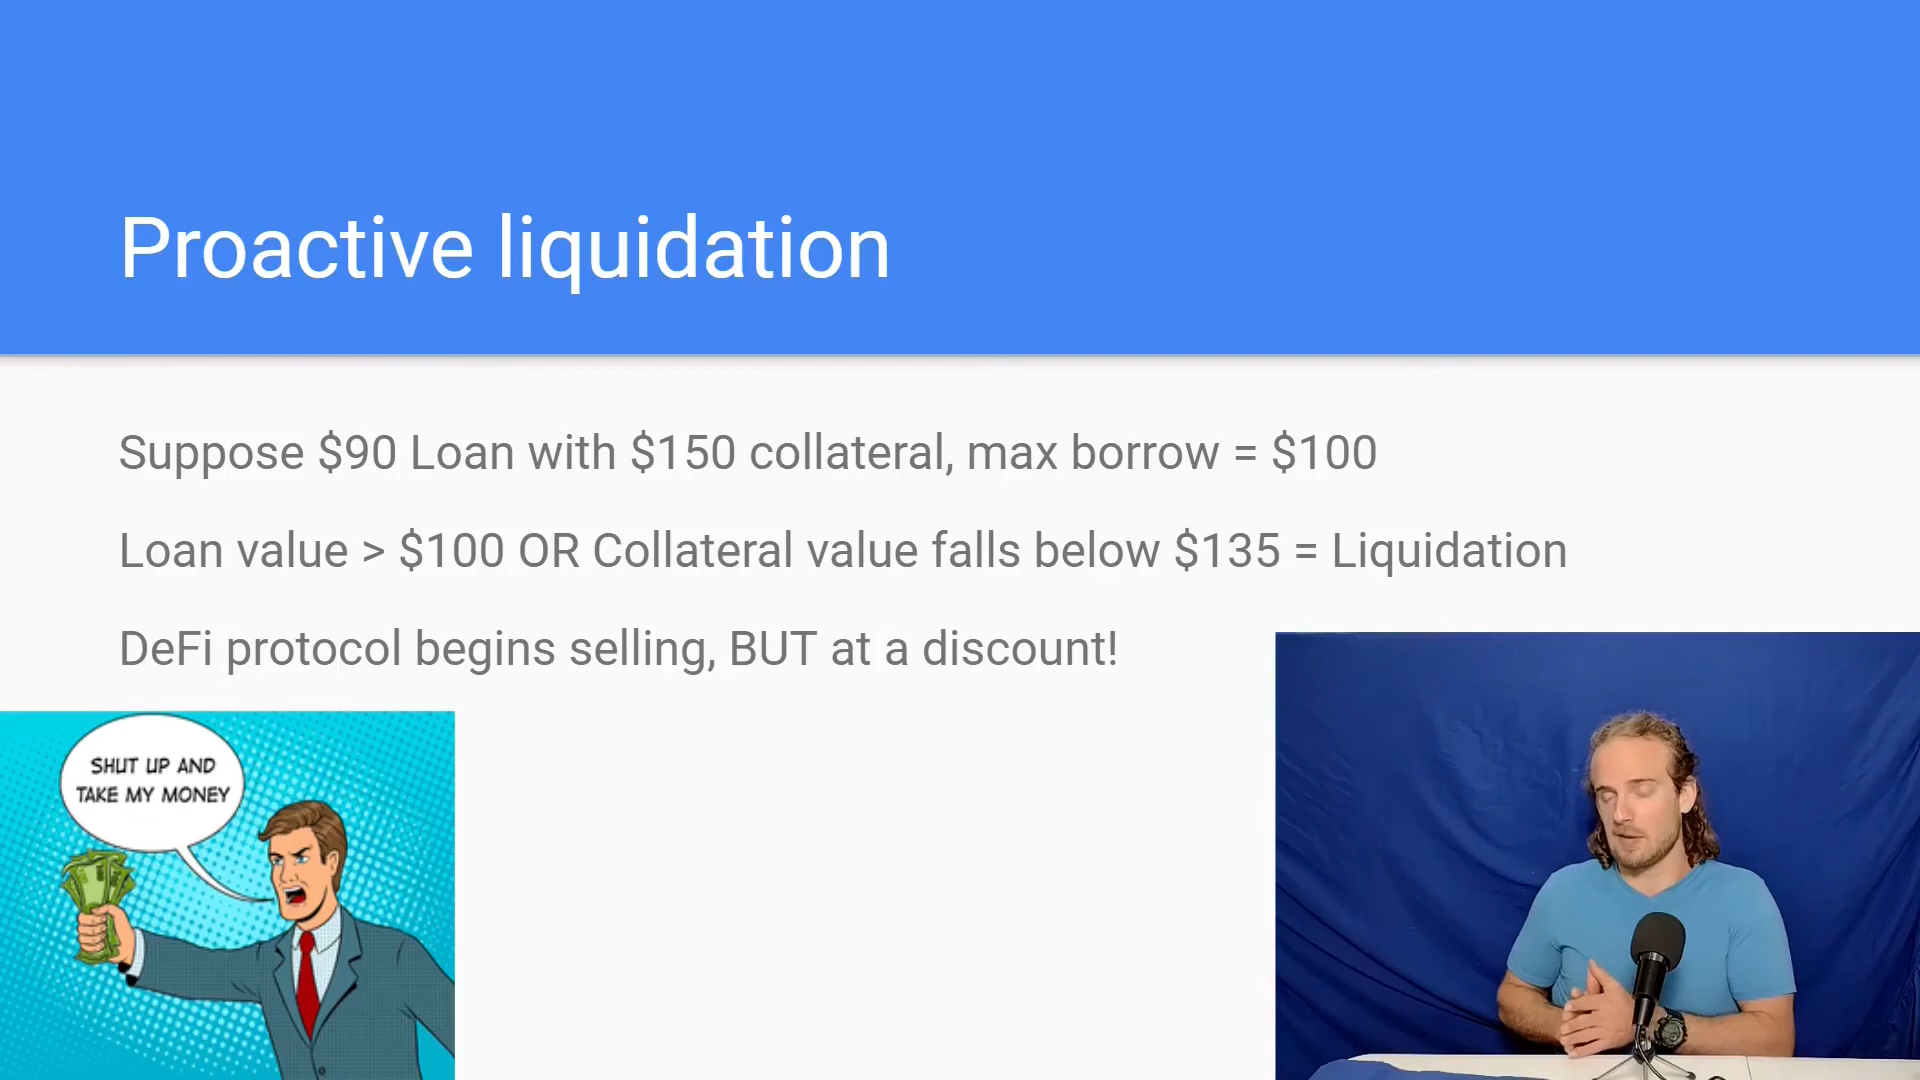 Proactive liquidation
Suppose $90 Loan with $150 collateral, max borrow = $100
Loan value > $100 OR Collateral value falls below $135 = Liquidation
DeFi protocol begins selling, BUT at a discount!
SHUT UP AND
TAKE MY MONEY